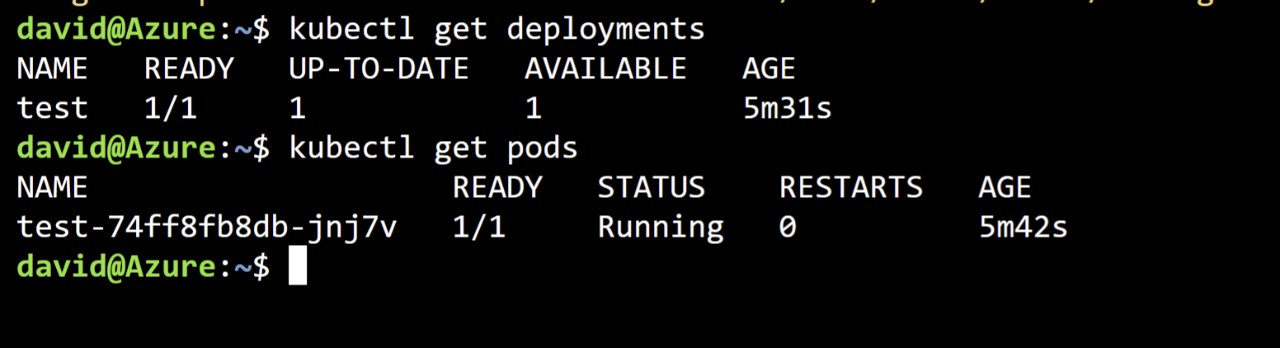 david@Azure:~$ kubectl get deployments
NAME   READY   UP-TO-DATE   AVAILABLE   AGE
test   1/1     1            1           5m31s
david@Azure:~$ kubectl get pods
NAME                    READY   STATUS    RESTARTS   AGE
test-74ff8fb8db-jnj7v   1/1     Running   0          5m42s
david@Azure:~$